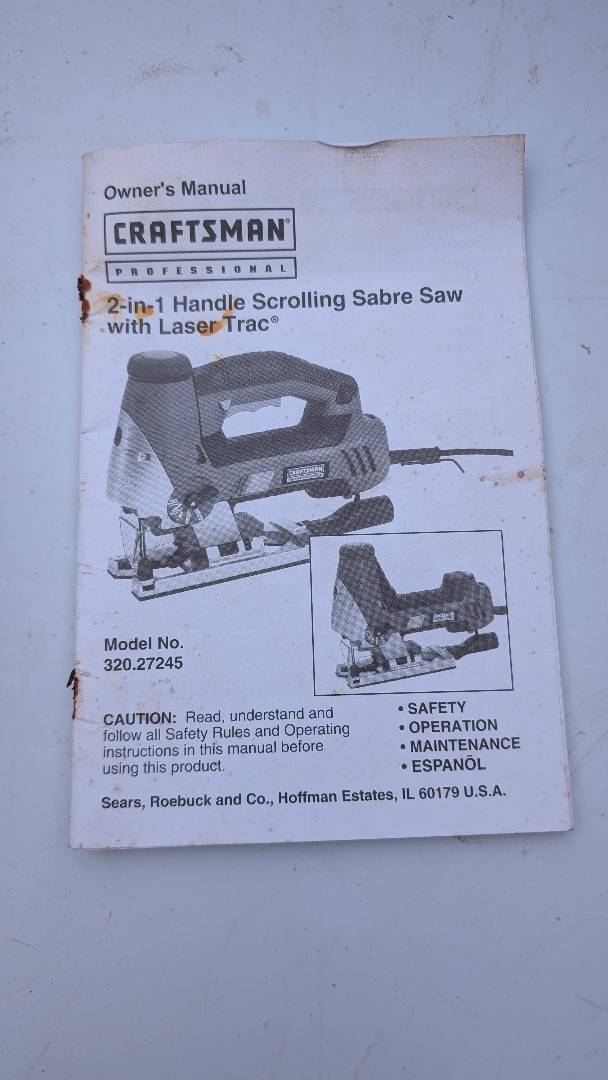 Owner's Manual
CRAFTSMAN®
PROFESSIONAL
2-in-1 Handle Scrolling Sabre Saw
with Laser Trac®
CRAFTSMAN
Model No.
320.27245
CAUTION: Read, understand and
follow all Safety Rules and Operating
instructions in this manual before
using this product.
• SAFETY
• OPERATION
• MAINTENANCE
• ESPANÕL
Sears, Roebuck and Co., Hoffman Estates, IL 60179 U.S.A.